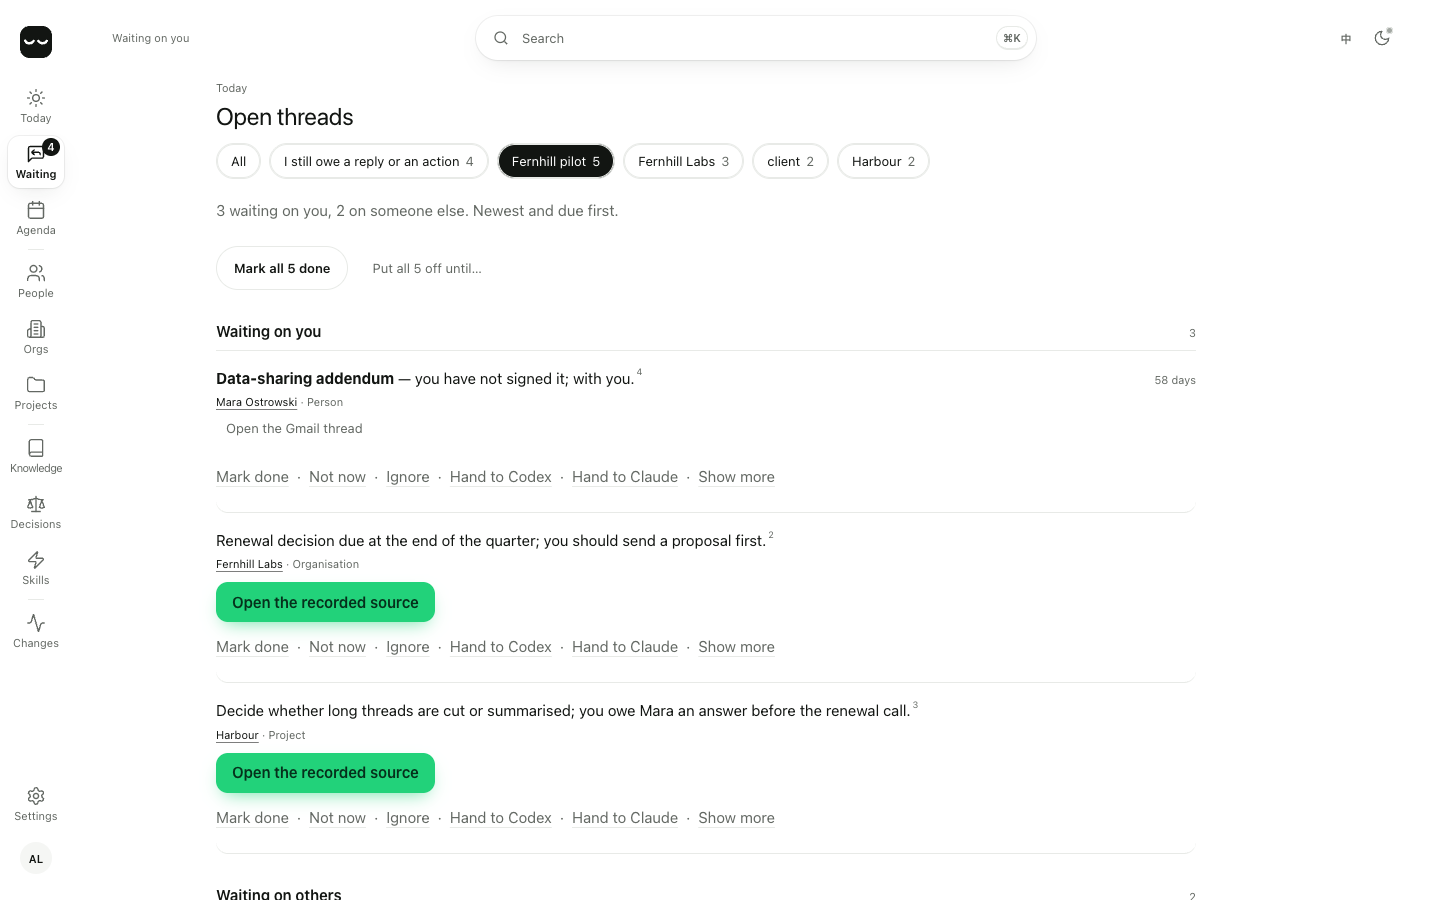 Waiting on you
Search
⌘K
中
Today
4
Waiting
Agenda
People
Orgs
Projects
Knowledge
Decisions
Skills
Changes
Settings
AL
Today
Open threads
All
I still owe a reply or an action 4
Fernhill pilot 5
Fernhill Labs 3
client 2
Harbour 2
3 waiting on you, 2 on someone else. Newest and due first.
Mark all 5 done
Put all 5 off until…
Waiting on you 3
Data-sharing addendum — you have not signed it; with you. 4 58 days
Mara Ostrowski · Person
Open the Gmail thread
Mark done · Not now · Ignore · Hand to Codex · Hand to Claude · Show more
Renewal decision due at the end of the quarter; you should send a proposal first. 2
Fernhill Labs · Organisation
Open the recorded source
Mark done · Not now · Ignore · Hand to Codex · Hand to Claude · Show more
Decide whether long threads are cut or summarised; you owe Mara an answer before the renewal call. 3
Harbour · Project
Open the recorded source
Mark done · Not now · Ignore · Hand to Codex · Hand to Claude · Show more
Waiting on others 2